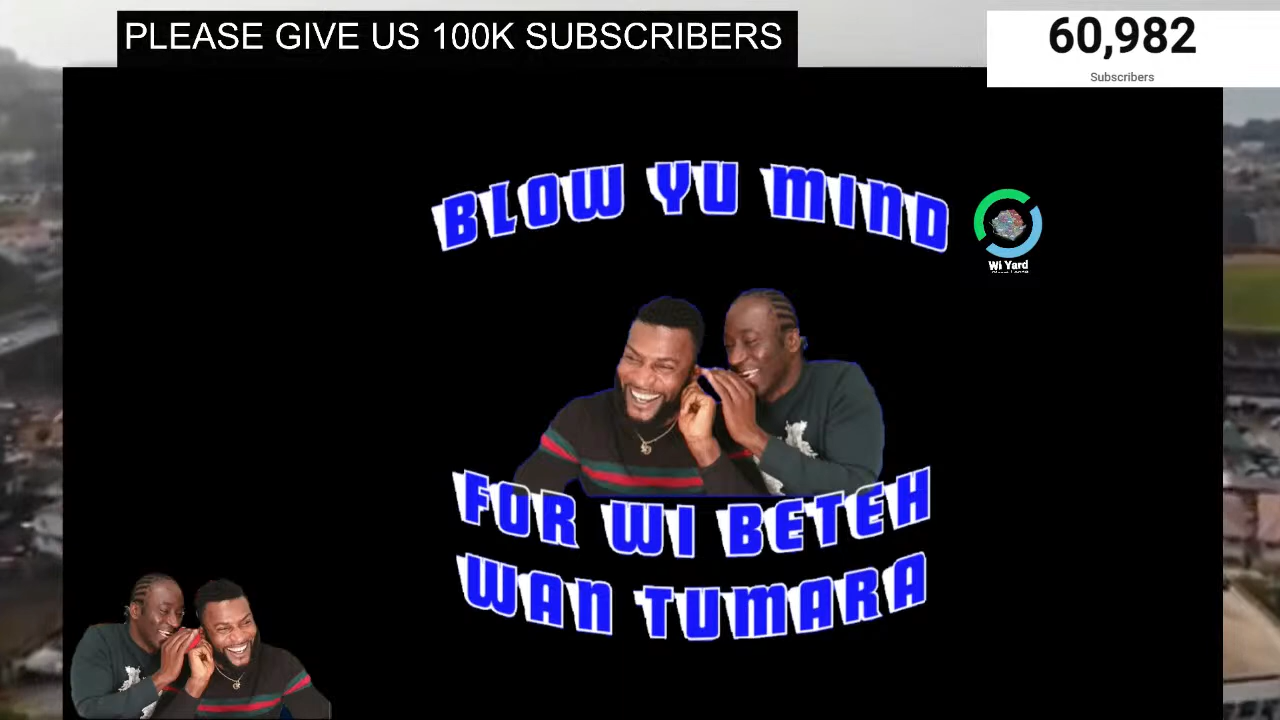 PLEASE GIVE US 100K SUBSCRIBERS
60,982
Subscribers
BLOW YU MIND
Wi Yard
FOR WI BETEH
WAN TUMARA